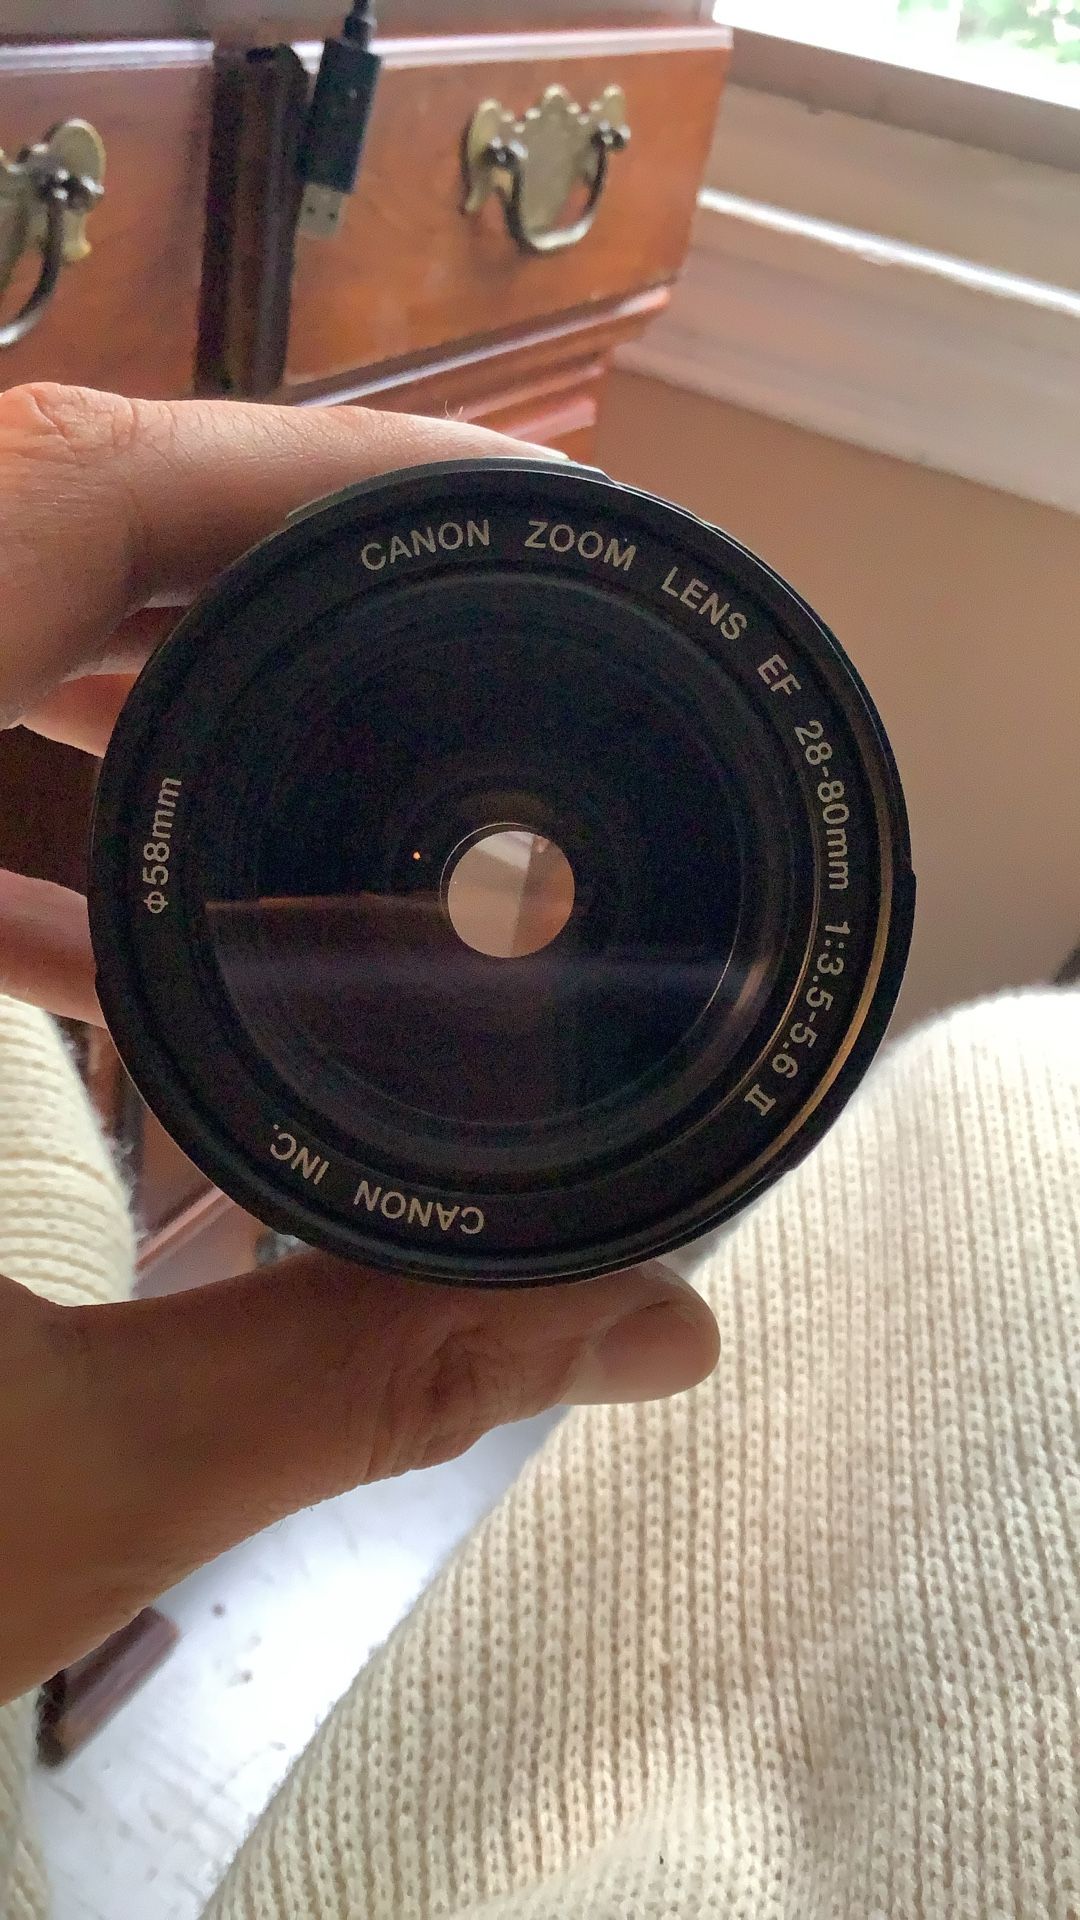 CANON ZOOM LENS EF 28-80mm 1:3.5-5.6 II
CANON INC.
Φ58mm